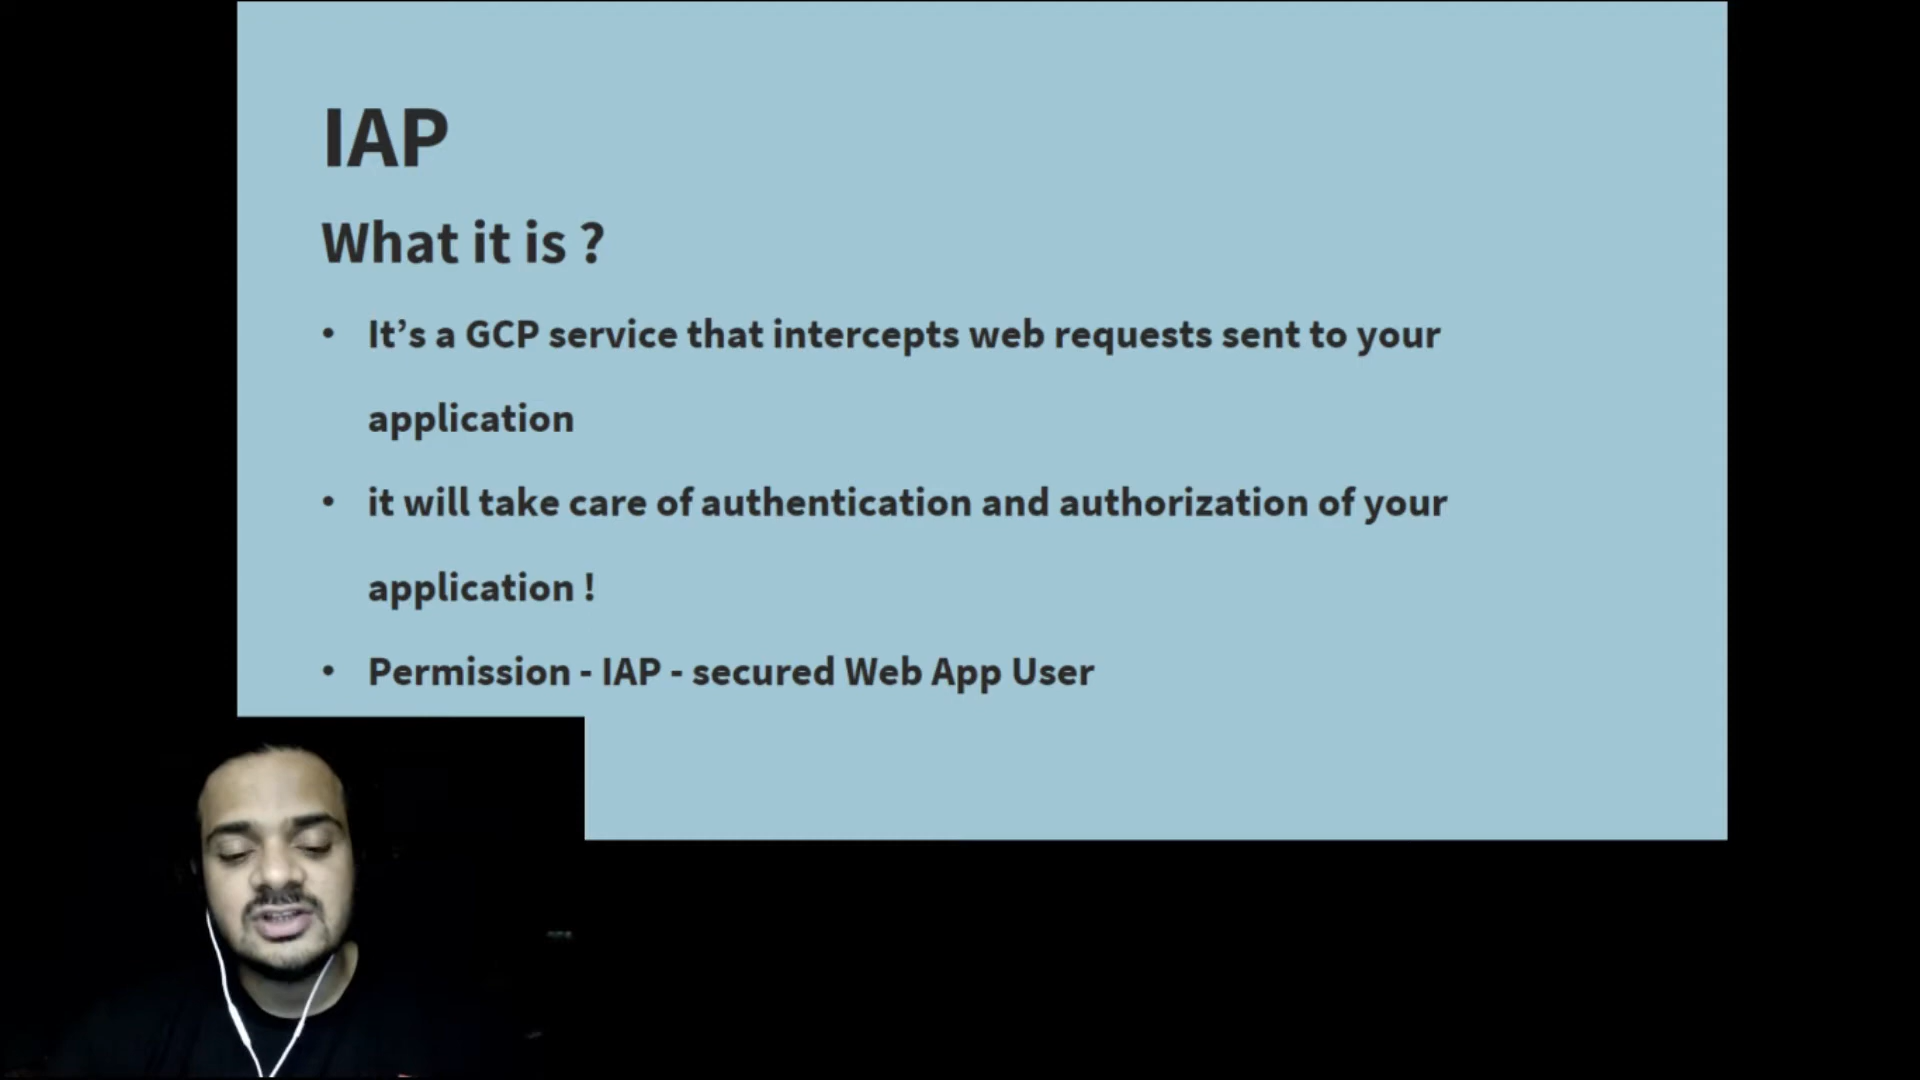 IAP
What it is ?
• It’s a GCP service that intercepts web requests sent to your
application
• it will take care of authentication and authorization of your
application !
• Permission - IAP - secured Web App User